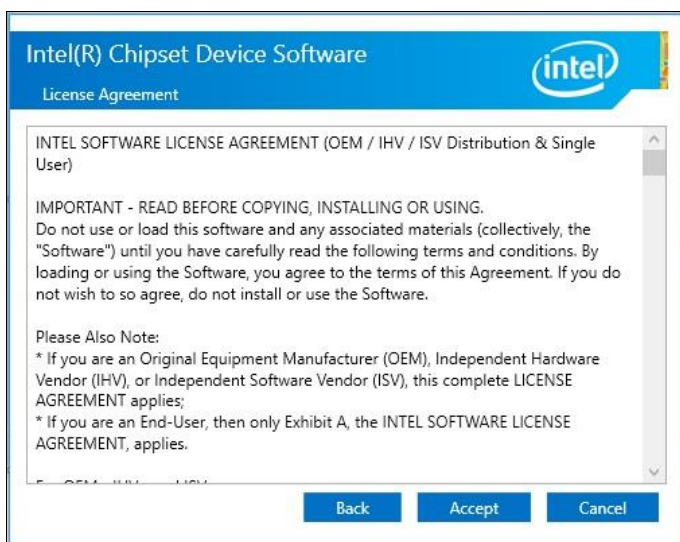 Intel(R) Chipset Device Software
intel
License Agreement
INTEL SOFTWARE LICENSE AGREEMENT (OEM / IHV / ISV Distribution & Single
User)
IMPORTANT - READ BEFORE COPYING, INSTALLING OR USING.
Do not use or load this software and any associated materials (collectively, the
"Software") until you have carefully read the following terms and conditions. By
loading or using the Software, you agree to the terms of this Agreement. If you do
not wish to so agree, do not install or use the Software.
Please Also Note:
* If you are an Original Equipment Manufacturer (OEM), Independent Hardware
Vendor (IHV), or Independent Software Vendor (ISV), this complete LICENSE
AGREEMENT applies;
* If you are an End-User, then only Exhibit A, the INTEL SOFTWARE LICENSE
AGREEMENT, applies.
Back
Accept
Cancel